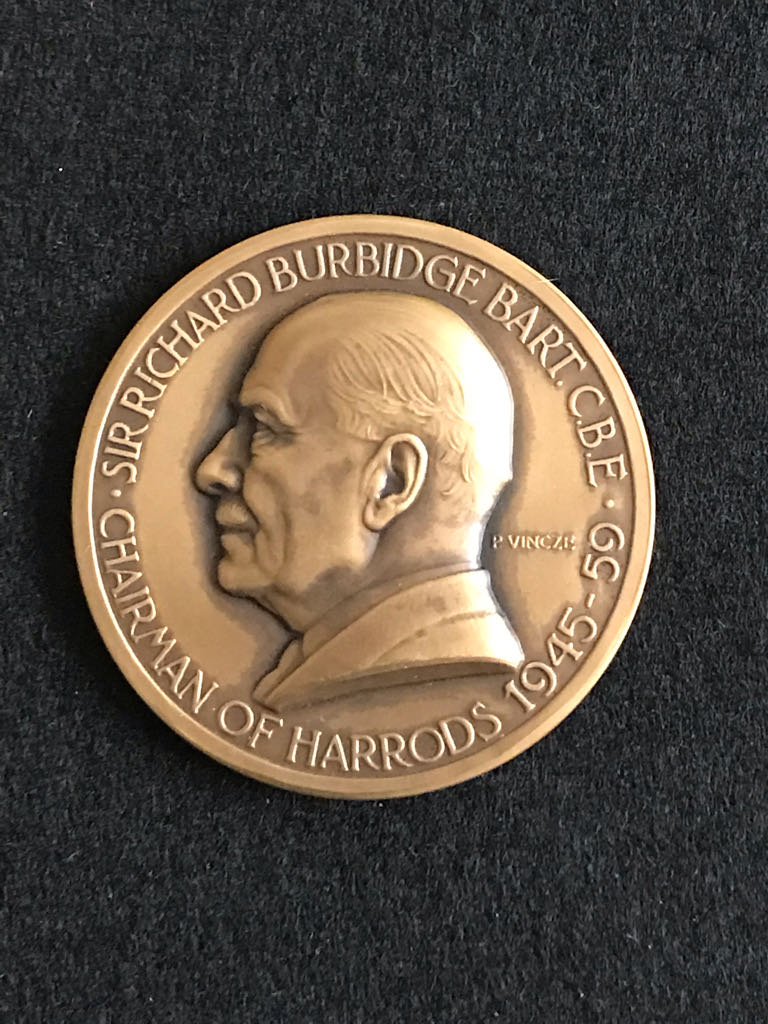 · SIR RICHARD BURBIDGE BART. C.B.E ·
CHAIRMAN OF HARRODS 1945-59
P. VINCZE